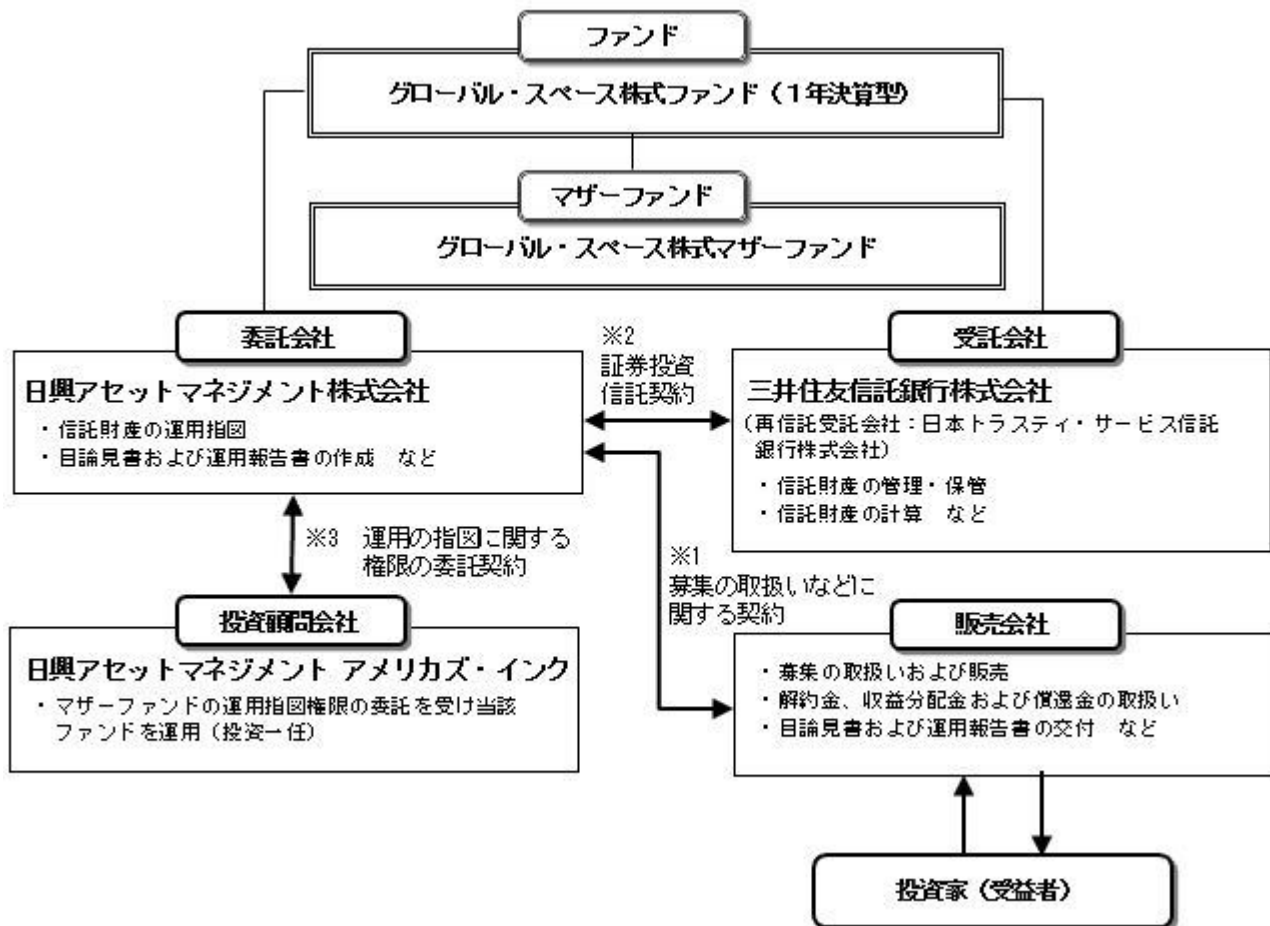 ファンド
グローバル・スペース株式ファンド（1年決算型）
マザーファンド
グローバル・スペース株式マザーファンド
委託会社
日興アセットマネジメント株式会社
・信託財産の運用指図
・目論見書および運用報告書の作成　など
※2
証券投資
信託契約
受託会社
三井住友信託銀行株式会社
（再信託受託会社：日本トラスティ・サービス信託
銀行株式会社）
・信託財産の管理・保管
・信託財産の計算　など
※3　運用の指図に関する
権限の委託契約
※1
募集の取扱いなどに
関する契約
投資顧問会社
日興アセットマネジメント アメリカズ・インク
・マザーファンドの運用指図権限の委託を受け当該
ファンドを運用（投資一任）
販売会社
・募集の取扱いおよび販売
・解約金、収益分配金および償還金の取扱い
・目論見書および運用報告書の交付　など
投資家（受益者）